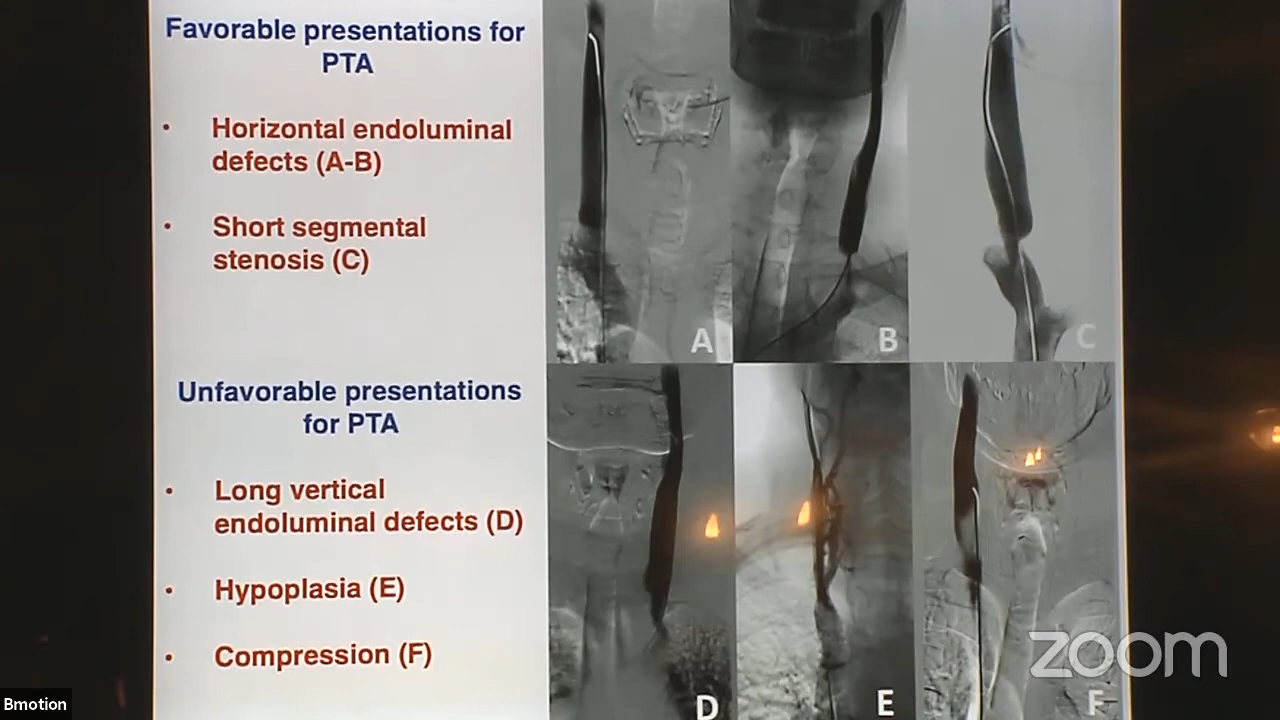 Favorable presentations for
PTA
• Horizontal endoluminal
defects (A-B)
• Short segmental
stenosis (C)
A
B
C
Unfavorable presentations
for PTA
• Long vertical
endoluminal defects (D)
• Hypoplasia (E)
• Compression (F)
D
E
F
zoom
Bmotion